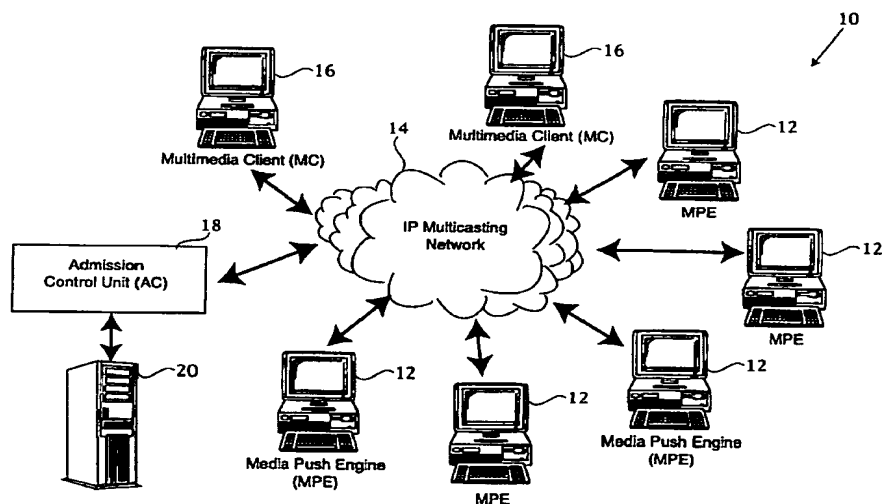 16
Multimedia Client (MC)
16
Multimedia Client (MC)
10
12
MPE
14
IP Multicasting
Network
18
Admission
Control Unit (AC)
12
MPE
20
12
Media Push Engine
(MPE)
12
MPE
12
Media Push Engine
(MPE)